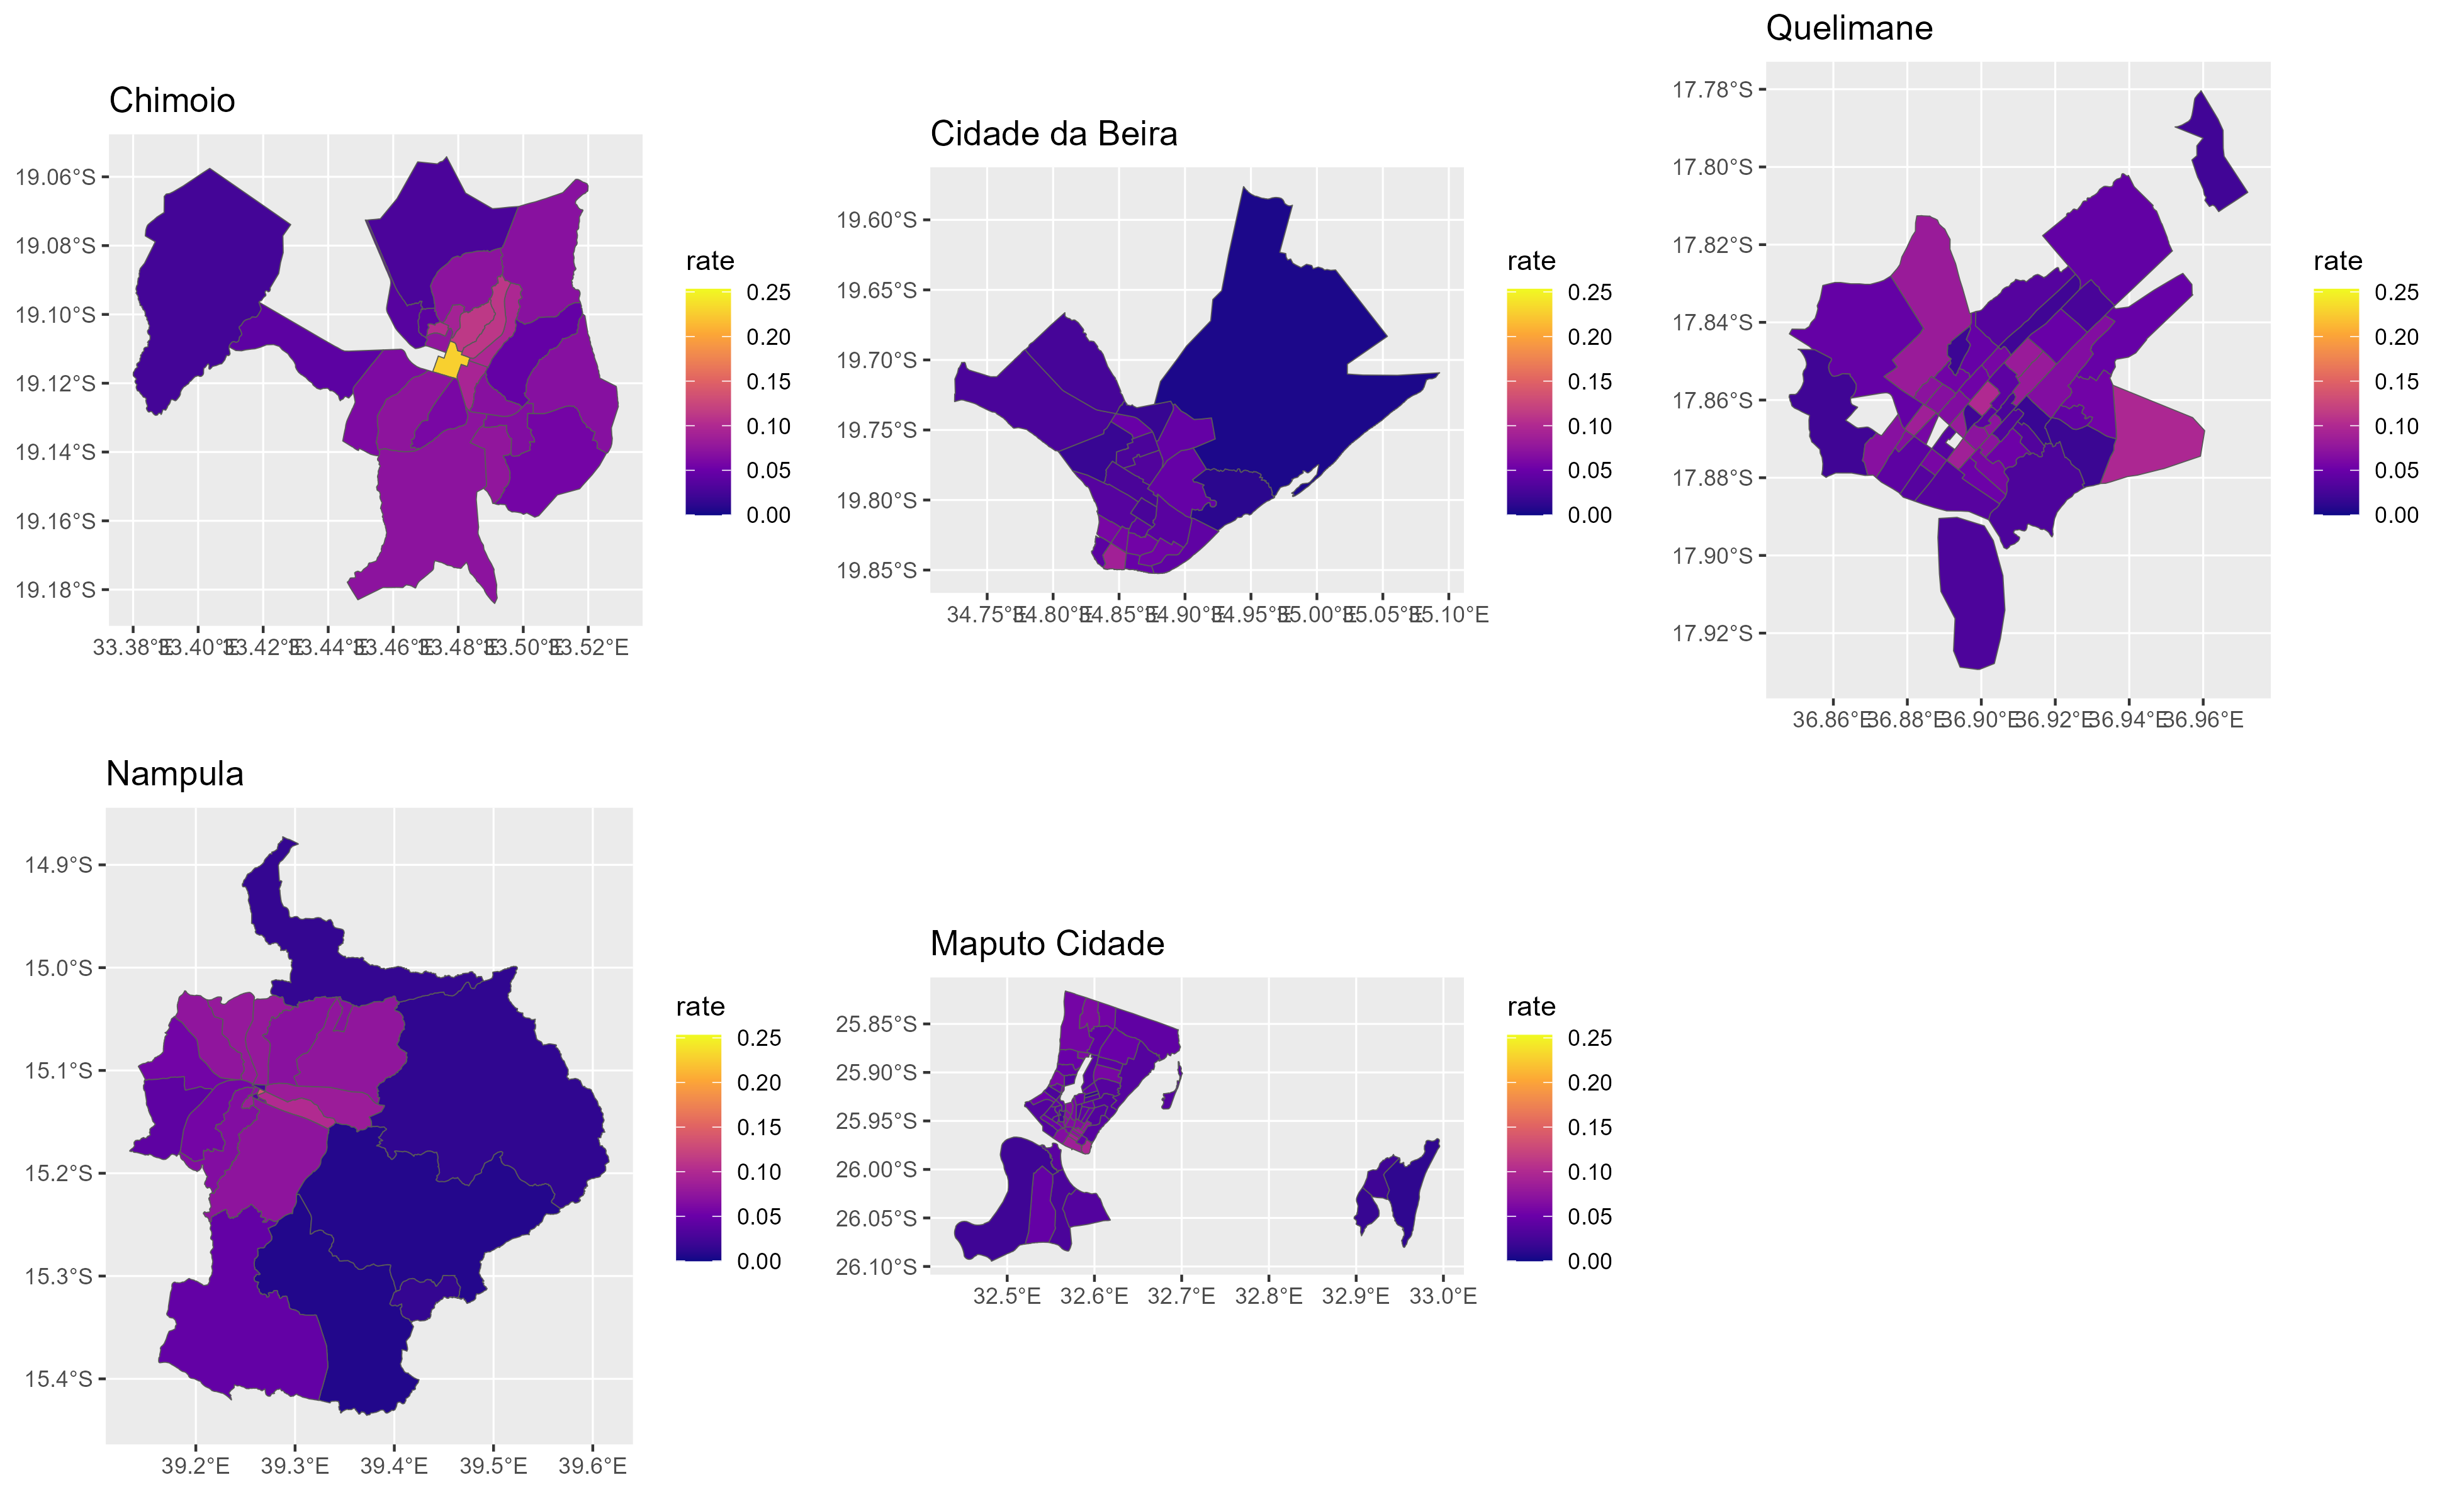 Chimoio
19.06°S
19.08°S
19.10°S
19.12°S
19.14°S
19.16°S
19.18°S
33.38°E 33.40°E 33.42°E 33.44°E 33.46°E 33.48°E 33.50°E 33.52°E
rate
0.25
0.20
0.15
0.10
0.05
0.00
Cidade da Beira
19.60°S
19.65°S
19.70°S
19.75°S
19.80°S
19.85°S
34.75°E 34.80°E 34.85°E 34.90°E 34.95°E 35.00°E 35.05°E 35.10°E
rate
0.25
0.20
0.15
0.10
0.05
0.00
Quelimane
17.78°S
17.80°S
17.82°S
17.84°S
17.86°S
17.88°S
17.90°S
17.92°S
36.86°E 36.88°E 36.90°E 36.92°E 36.94°E 36.96°E
rate
0.25
0.20
0.15
0.10
0.05
0.00
Nampula
14.9°S
15.0°S
15.1°S
15.2°S
15.3°S
15.4°S
39.2°E 39.3°E 39.4°E 39.5°E 39.6°E
rate
0.25
0.20
0.15
0.10
0.05
0.00
Maputo Cidade
25.85°S
25.90°S
25.95°S
26.00°S
26.05°S
26.10°S
32.5°E 32.6°E 32.7°E 32.8°E 32.9°E 33.0°E
rate
0.25
0.20
0.15
0.10
0.05
0.00